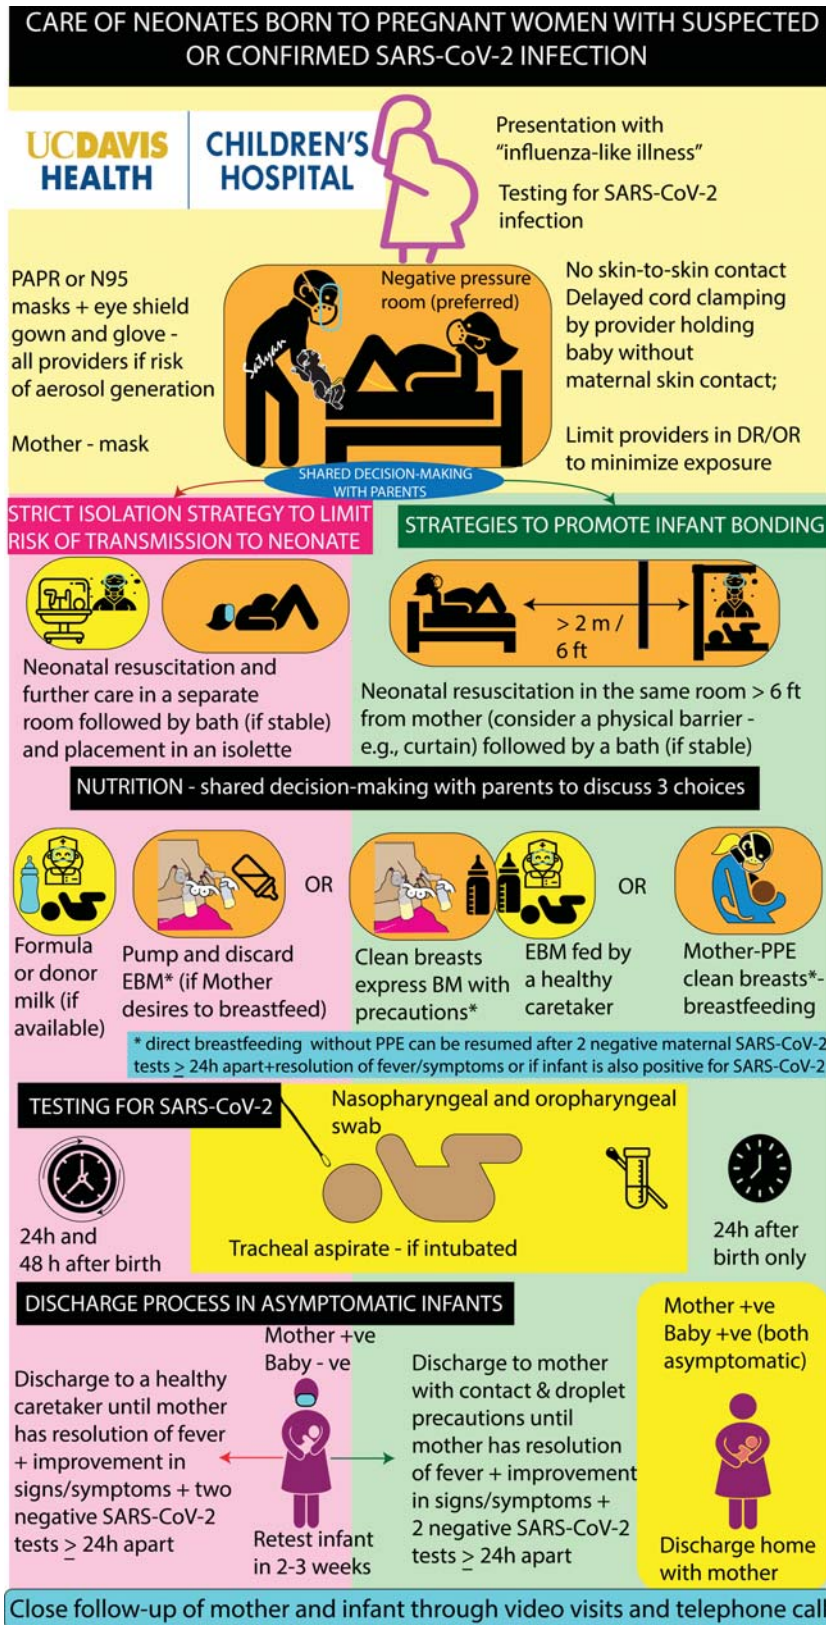 CARE OF NEONATES BORN TO PREGNANT WOMEN WITH SUSPECTED
OR CONFIRMED SARS-CoV-2 INFECTION
UCDAVIS
HEALTH
CHILDREN'S
HOSPITAL
Presentation with
“influenza-like illness”
Testing for SARS-CoV-2
infection
PAPR or N95
masks + eye shield
gown and glove -
all providers if risk
of aerosol generation
Mother - mask
Negative pressure
room (preferred)
Satyan
No skin-to-skin contact
Delayed cord clamping
by provider holding
baby without
maternal skin contact;
Limit providers in DR/OR
to minimize exposure
SHARED DECISION-MAKING
WITH PARENTS
STRICT ISOLATION STRATEGY TO LIMIT
RISK OF TRANSMISSION TO NEONATE
STRATEGIES TO PROMOTE INFANT BONDING
> 2 m /
6 ft
Neonatal resuscitation and
further care in a separate
room followed by bath (if stable)
and placement in an isolette
Neonatal resuscitation in the same room > 6 ft
from mother (consider a physical barrier -
e.g., curtain) followed by a bath (if stable)
NUTRITION - shared decision-making with parents to discuss 3 choices
Formula
or donor
milk (if
available)
Pump and discard
EBM* (if Mother
desires to breastfeed)
OR
Clean breasts
express BM with
precautions*
EBM fed by
a healthy
caretaker
OR
Mother-PPE
clean breasts*-
breastfeeding
* direct breastfeeding without PPE can be resumed after 2 negative maternal SARS-CoV-2
tests ≥ 24h apart+resolution of fever/symptoms or if infant is also positive for SARS-CoV-2
TESTING FOR SARS-CoV-2
Nasopharyngeal and oropharyngeal
swab
24h and
48 h after birth
Tracheal aspirate - if intubated
24h after
birth only
DISCHARGE PROCESS IN ASYMPTOMATIC INFANTS
Discharge to a healthy
caretaker until mother
has resolution of fever
+ improvement in
signs/symptoms + two
negative SARS-CoV-2
tests ≥ 24h apart
Mother +ve
Baby - ve
Retest infant
in 2-3 weeks
Discharge to mother
with contact & droplet
precautions until
mother has resolution
of fever + improvement
in signs/symptoms +
2 negative SARS-CoV-2
tests ≥ 24h apart
Mother +ve
Baby +ve (both
asymptomatic)
Discharge home
with mother
Close follow-up of mother and infant through video visits and telephone call